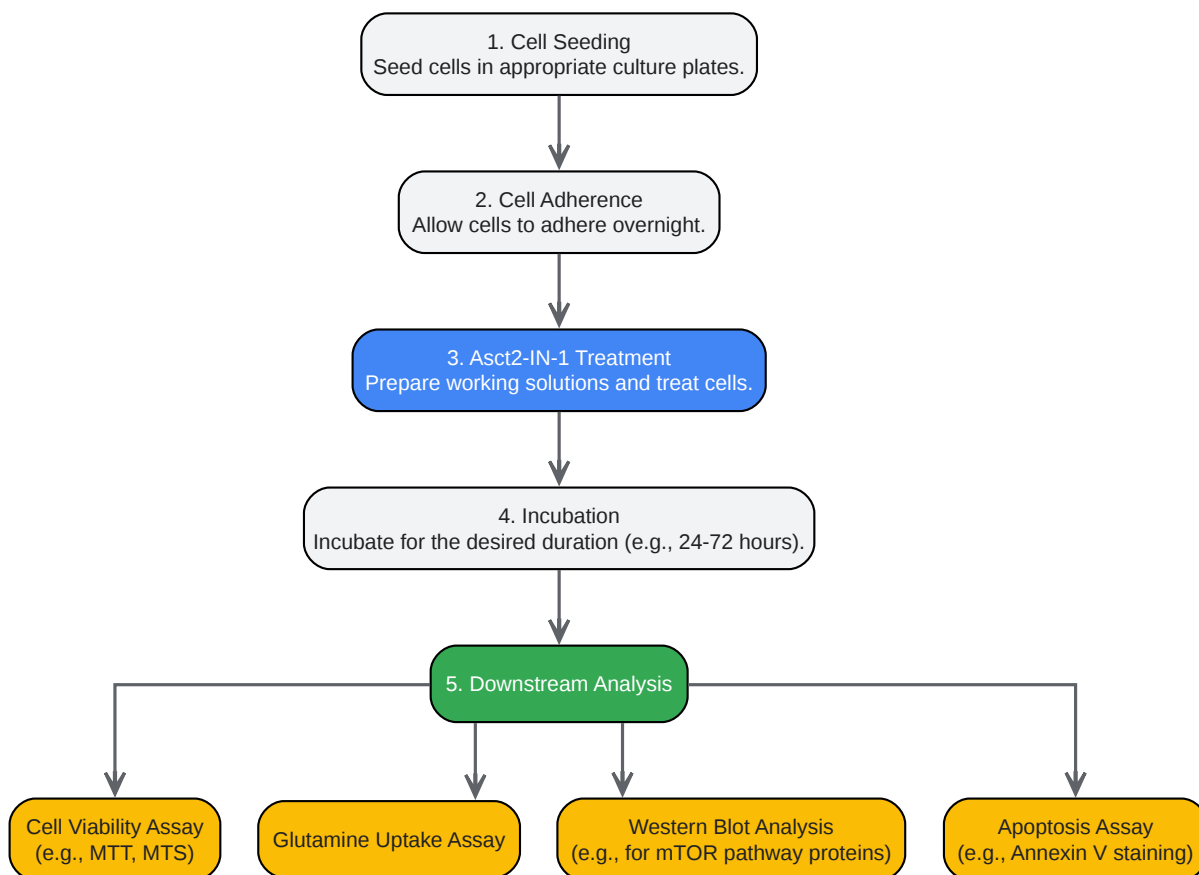 1. Cell Seeding
Seed cells in appropriate culture plates.
2. Cell Adherence
Allow cells to adhere overnight.
3. Asct2-IN-1 Treatment
Prepare working solutions and treat cells.
4. Incubation
Incubate for the desired duration (e.g., 24-72 hours).
5. Downstream Analysis
Cell Viability Assay
(e.g., MTT, MTS)
Glutamine Uptake Assay
Western Blot Analysis
(e.g., for mTOR pathway proteins)
Apoptosis Assay
(e.g., Annexin V staining)